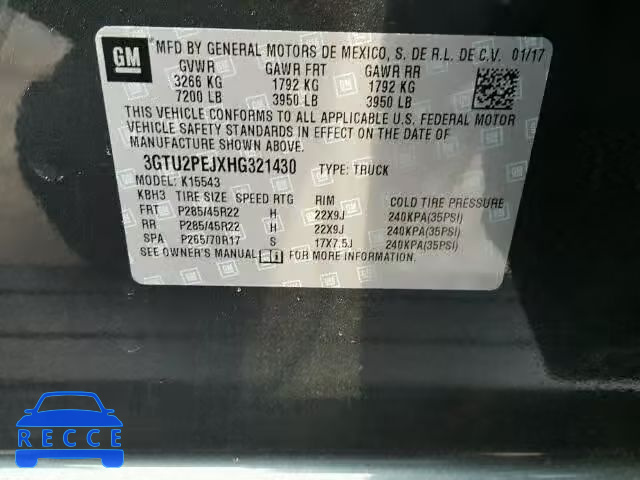 GM
MFD BY GENERAL MOTORS DE MEXICO, S. DE R.L. DE C.V. 01/17
GVWR GAWR FRT GAWR RR
3266 KG 1792 KG 1792 KG
7200 LB 3950 LB 3950 LB
THIS VEHICLE CONFORMS TO ALL APPLICABLE U.S. FEDERAL MOTOR
VEHICLE SAFETY STANDARDS IN EFFECT ON THE DATE OF
MANUFACTURE SHOWN ABOVE.
3GTU2PEJXHG321430 TYPE: TRUCK
MODEL: K15543
KBH3 TIRE SIZE SPEED RTG RIM COLD TIRE PRESSURE
FRT P285/45R22 H 22X9J 240KPA(35PSI)
RR P285/45R22 H 22X9J 240KPA(35PSI)
SPA P265/70R17 S 17X7.5J 240KPA(35PSI)
SEE OWNER'S MANUAL
RECCE